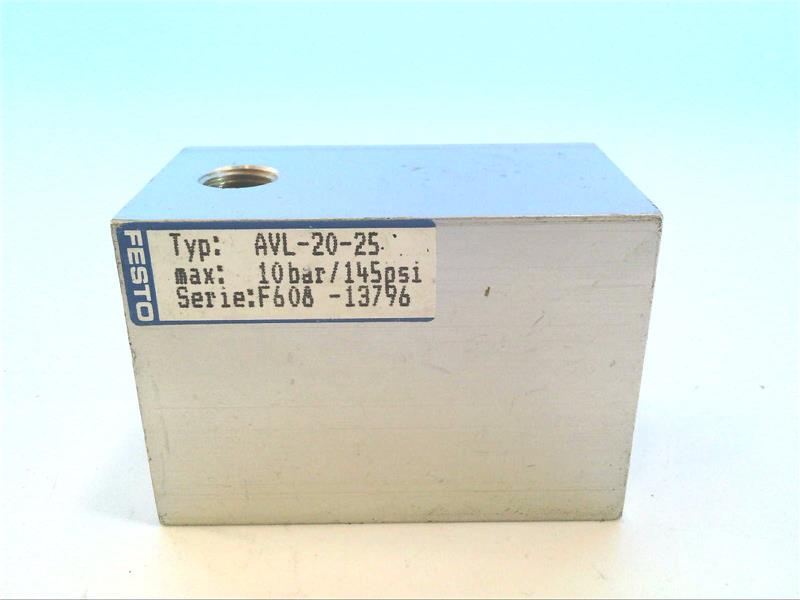 FESTO
Typ: AVL-20-25
max: 10bar/145psi
Serie:F608 -13796